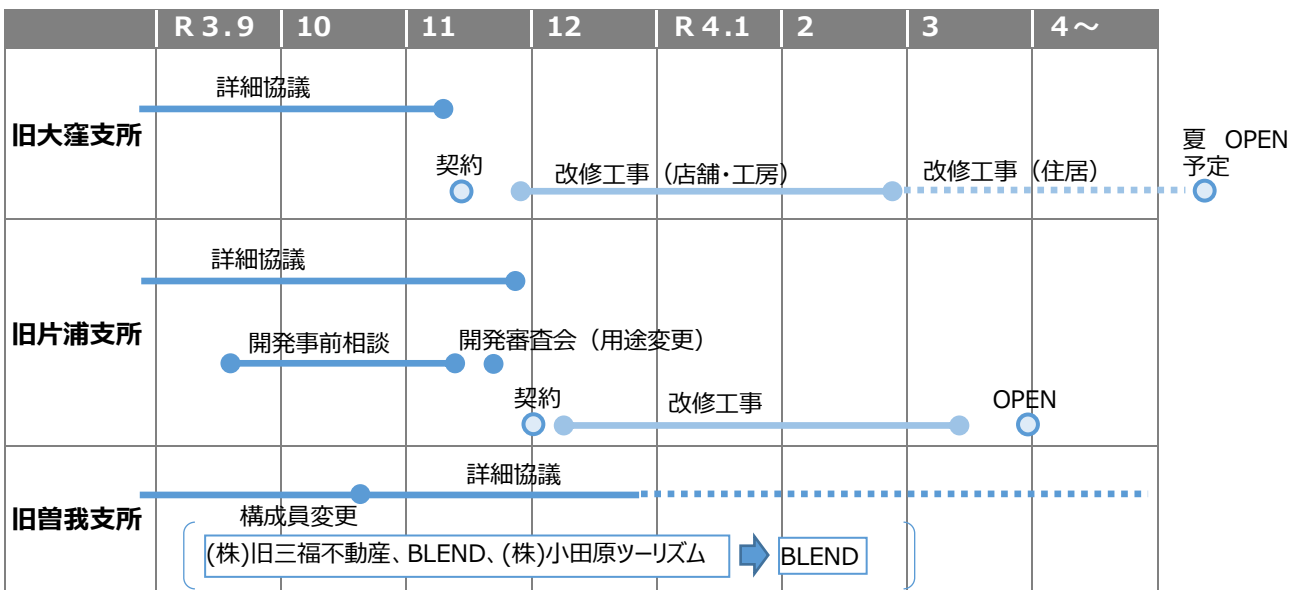 Ｒ３.９ 10 11 12 Ｒ４.１ 2 3 4～
詳細協議
旧大窪支所
夏 OPEN
予定
契約
改修工事（店舗・工房）
改修工事（住居）
詳細協議
旧片浦支所
開発事前相談
開発審査会（用途変更）
契約
改修工事
OPEN
詳細協議
旧曽我支所
構成員変更
(株)旧三福不動産、BLEND、(株)小田原ツーリズム
BLEND